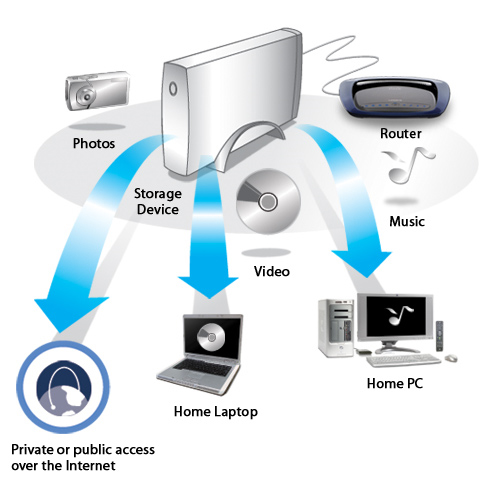 Photos
Router
Storage
Device
Music
Video
Home Laptop
Home PC
Private or public access
over the Internet